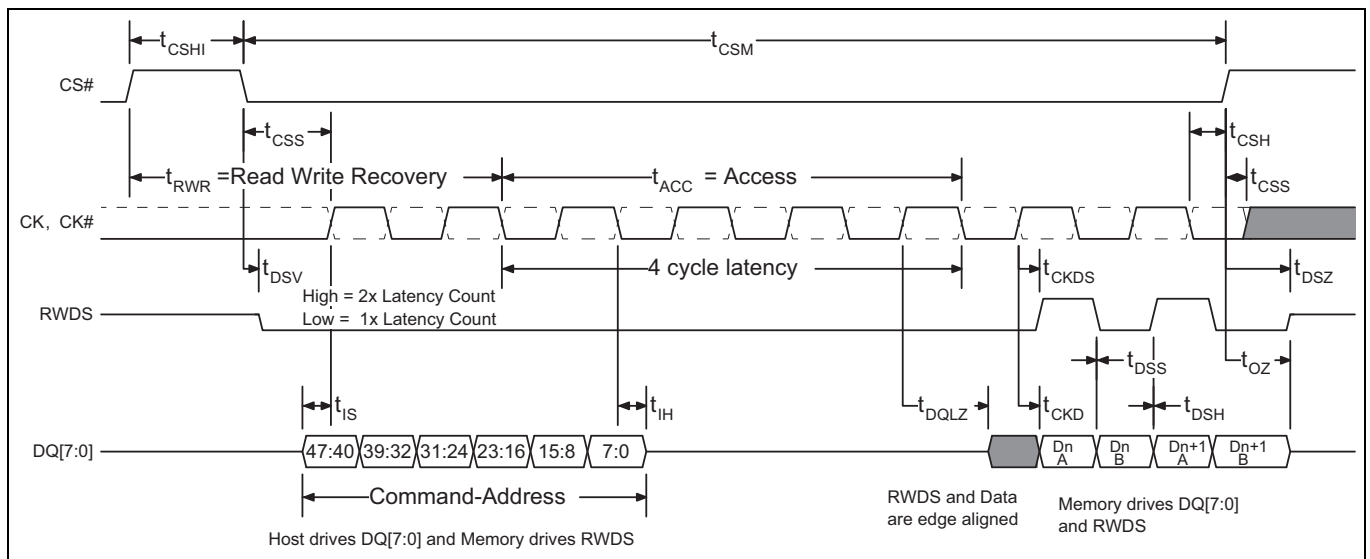 tCSHI
tCSM
CS#
tCSS
tCSH
tRWR =Read Write Recovery
tACC = Access
tCSS
CK, CK#
4 cycle latency
tDSV
tCKDS
tDSZ
High = 2x Latency Count
Low = 1x Latency Count
RWDS
tDSS
tOZ
tIS
tIH
tDQLZ
tCKD
tDSH
DQ[7:0]
47:40 39:32 31:24 23:16 15:8 7:0
Dn A
Dn B
Dn+1 A
Dn+1 B
Command-Address
RWDS and Data
are edge aligned
Memory drives DQ[7:0]
and RWDS
Host drives DQ[7:0] and Memory drives RWDS